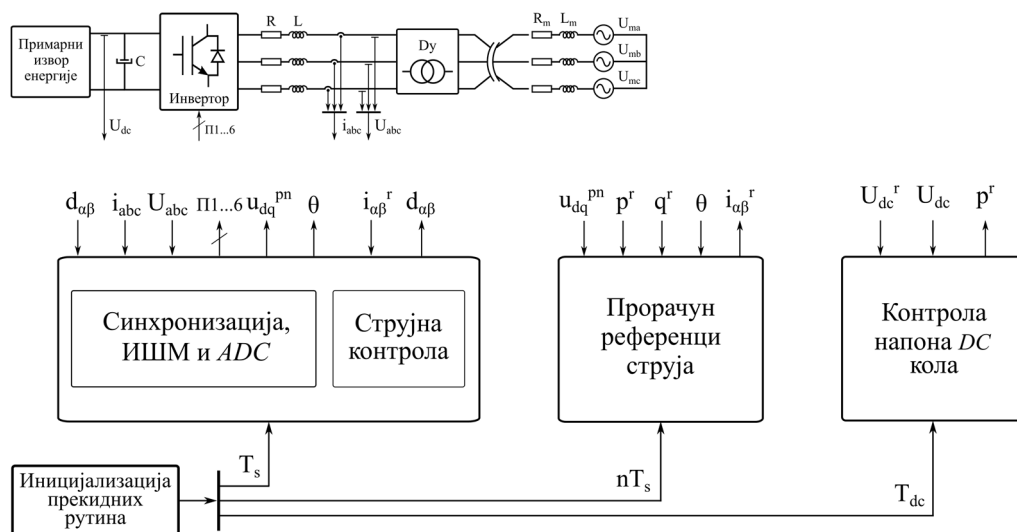 Примарни
извор
енергије
C
U_dc
Инвертор
П1...6
R L
i_abc
U_abc
Dy
R_m L_m
U_ma
U_mb
U_mc
d_αβ i_abc U_abc П1...6 u_dq^pn θ i_αβ^r d_αβ
Синхронизација,
ИШМ и ADC
Струјна
контрола
u_dq^pn p^r q^r θ i_αβ^r
Прорачун
референци
струја
U_dc^r U_dc p^r
Контрола
напона DC
кола
T_s
nT_s
T_dc
Иницијализација
прекидних
рутина